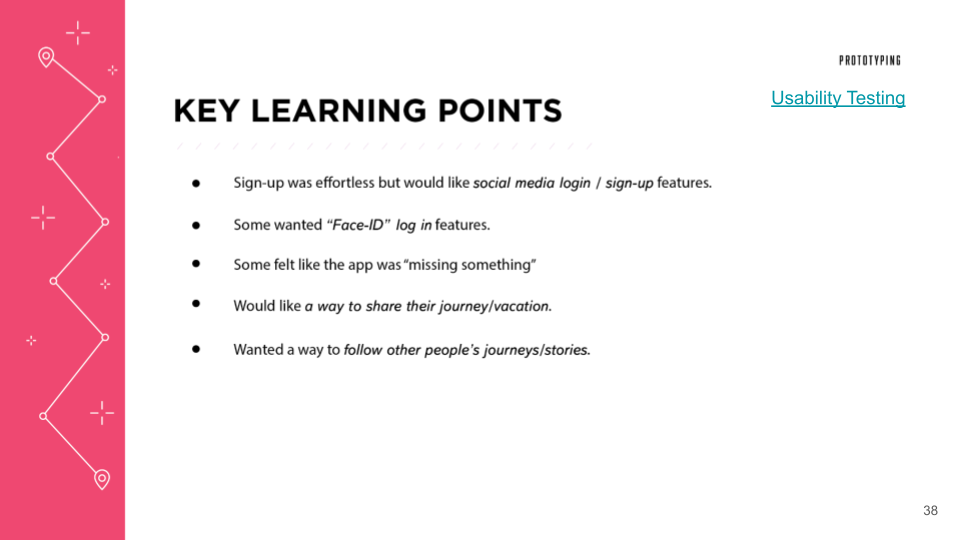 PROTOTYPING
Usability Testing
KEY LEARNING POINTS
● Sign-up was effortless but would like social media login / sign-up features.
● Some wanted “Face-ID” log in features.
● Some felt like the app was “missing something”
● Would like a way to share their journey/vacation.
● Wanted a way to follow other people’s journeys/stories.
38